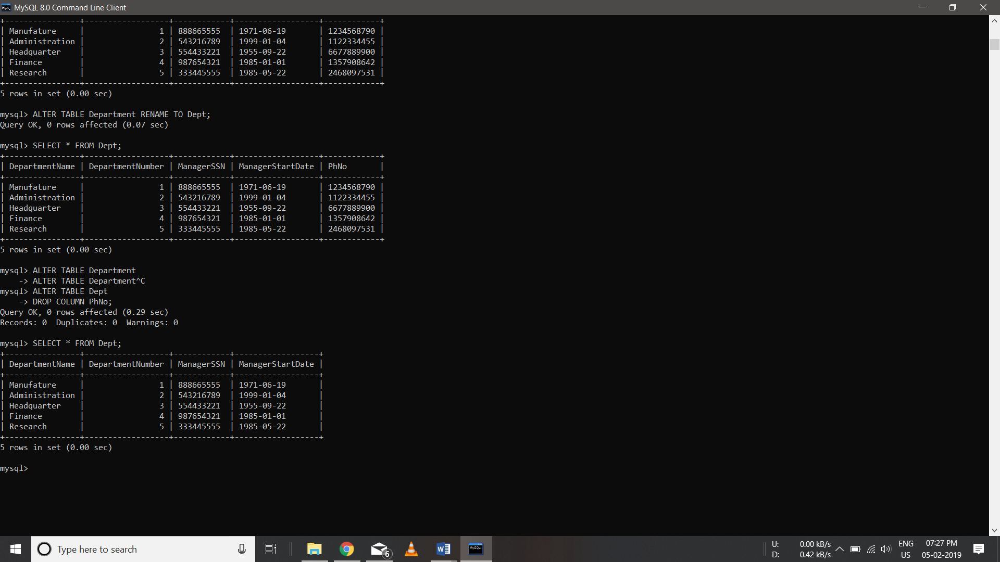 MySQL 8.0 Command Line Client
+---------------+------------------+------------+------------------+------------+
| Manufature     |                1 | 888665555  | 1971-06-19       | 1234568790 |
| Administration |                2 | 543216789  | 1999-01-04       | 1122334455 |
| Headquarter    |                3 | 554433221  | 1955-09-22       | 6677889900 |
| Finance        |                4 | 987654321  | 1985-01-01       | 1357908642 |
| Research       |                5 | 333445555  | 1985-05-22       | 2468097531 |
+----------------+------------------+------------+------------------+------------+
5 rows in set (0.00 sec)
mysql> ALTER TABLE Department RENAME TO Dept;
Query OK, 0 rows affected (0.07 sec)
mysql> SELECT * FROM Dept;
+----------------+------------------+------------+------------------+------------+
| DepartmentName | DepartmentNumber | ManagerSSN | ManagerStartDate | PhNo       |
+----------------+------------------+------------+------------------+------------+
| Manufature     |                1 | 888665555  | 1971-06-19       | 1234568790 |
| Administration |                2 | 543216789  | 1999-01-04       | 1122334455 |
| Headquarter    |                3 | 554433221  | 1955-09-22       | 6677889900 |
| Finance        |                4 | 987654321  | 1985-01-01       | 1357908642 |
| Research       |                5 | 333445555  | 1985-05-22       | 2468097531 |
+----------------+------------------+------------+------------------+------------+
5 rows in set (0.00 sec)
mysql> ALTER TABLE Department
    -> ALTER TABLE Department^C
mysql> ALTER TABLE Dept
    -> DROP COLUMN PhNo;
Query OK, 0 rows affected (0.29 sec)
Records: 0  Duplicates: 0  Warnings: 0
mysql> SELECT * FROM Dept;
+----------------+------------------+------------+------------------+
| DepartmentName | DepartmentNumber | ManagerSSN | ManagerStartDate |
+----------------+------------------+------------+------------------+
| Manufature     |                1 | 888665555  | 1971-06-19       |
| Administration |                2 | 543216789  | 1999-01-04       |
| Headquarter    |                3 | 554433221  | 1955-09-22       |
| Finance        |                4 | 987654321  | 1985-01-01       |
| Research       |                5 | 333445555  | 1985-05-22       |
+----------------+------------------+------------+------------------+
5 rows in set (0.00 sec)
mysql>
Type here to search
6
W
MySQL
U: 0.00 kB/s
D: 0.42 kB/s
ENG
US
07:27 PM
05-02-2019